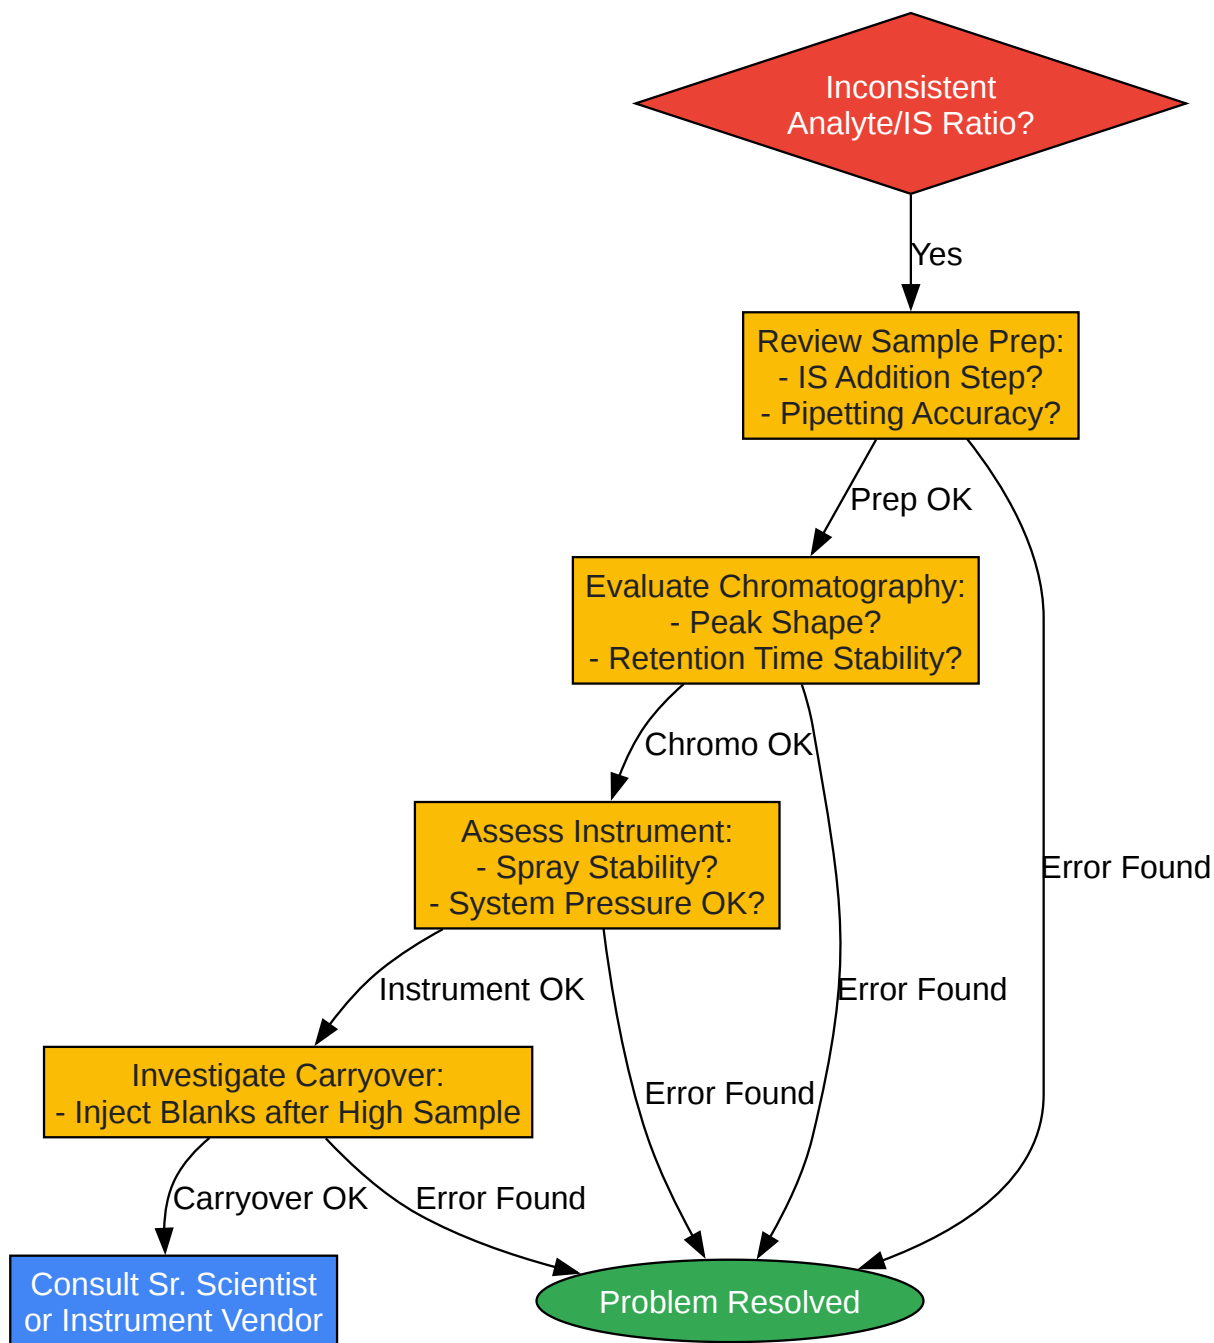 Inconsistent
Analyte/IS Ratio?
Yes
Review Sample Prep:
- IS Addition Step?
- Pipetting Accuracy?
Prep OK
Evaluate Chromatography:
- Peak Shape?
- Retention Time Stability?
Chromo OK
Assess Instrument:
- Spray Stability?
- System Pressure OK?
Error Found
Instrument OK
Error Found
Investigate Carryover:
- Inject Blanks after High Sample
Error Found
Carryover OK
Error Found
Consult Sr. Scientist
or Instrument Vendor
Problem Resolved